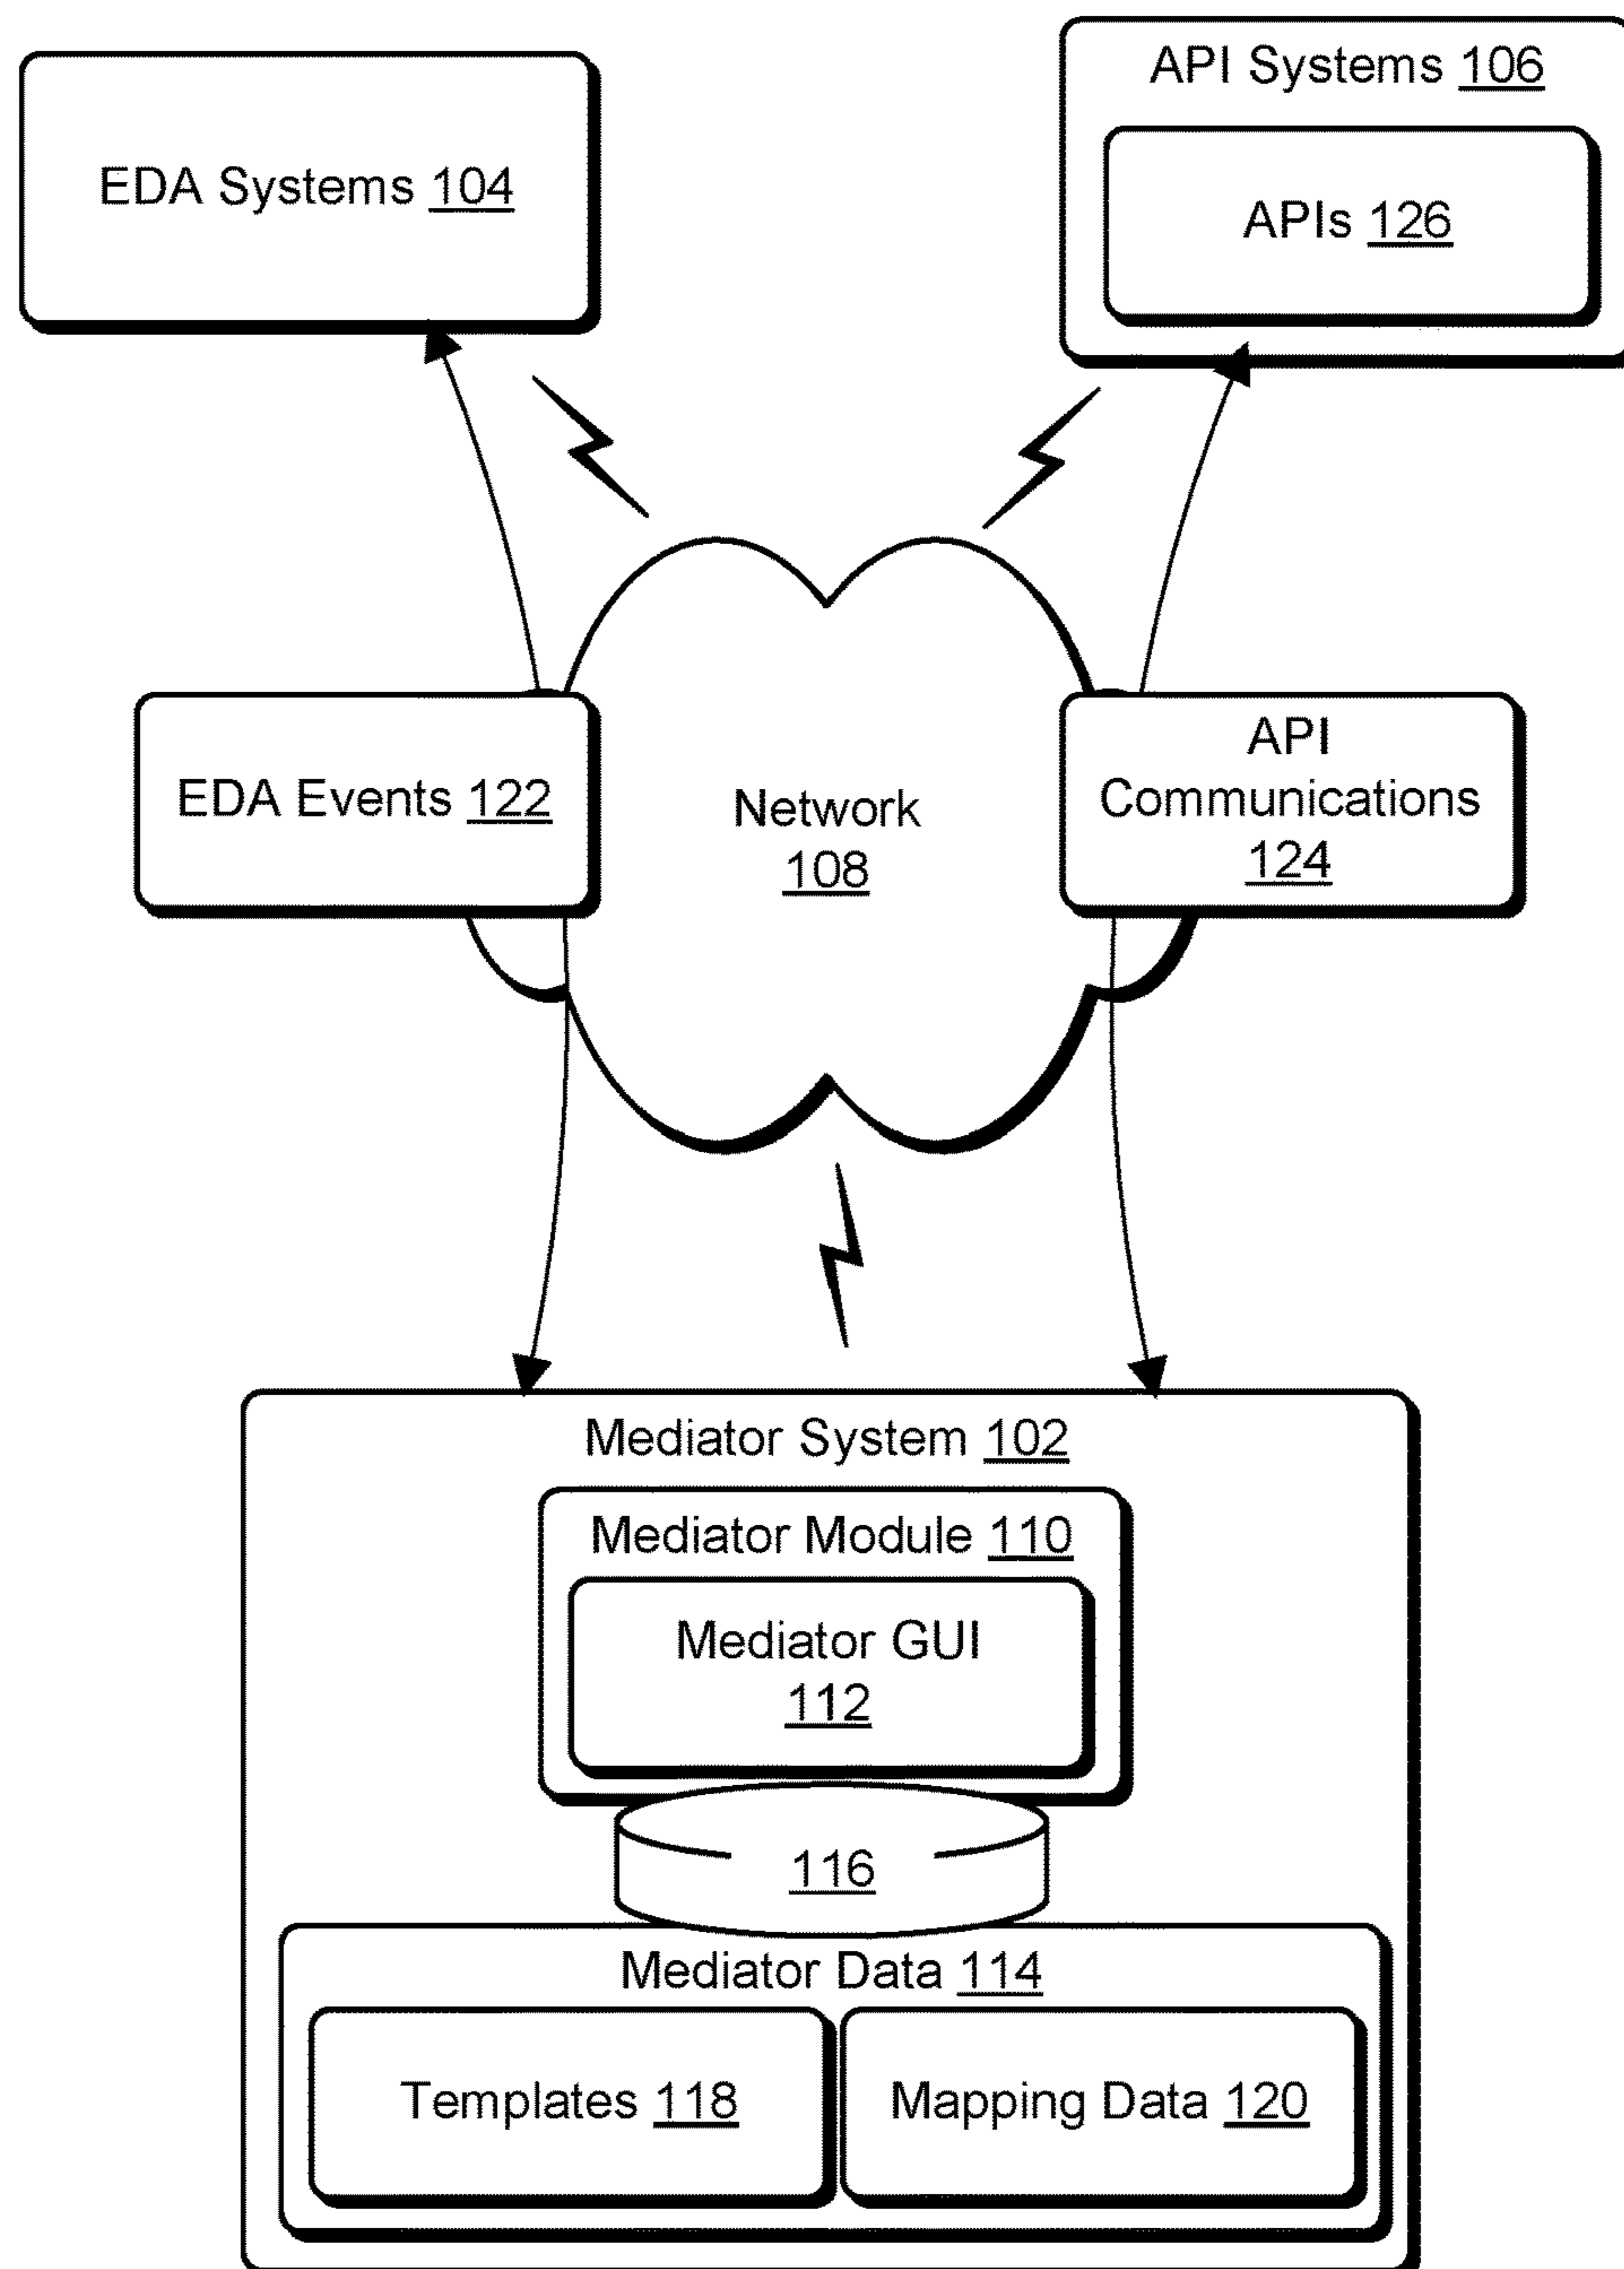 API Systems 106
EDA Systems 104
APIs 126
EDA Events 122
Network
108
API
Communications
124
Mediator System 102
Mediator Module 110
Mediator GUI
112
116
Mediator Data 114
Templates 118
Mapping Data 120